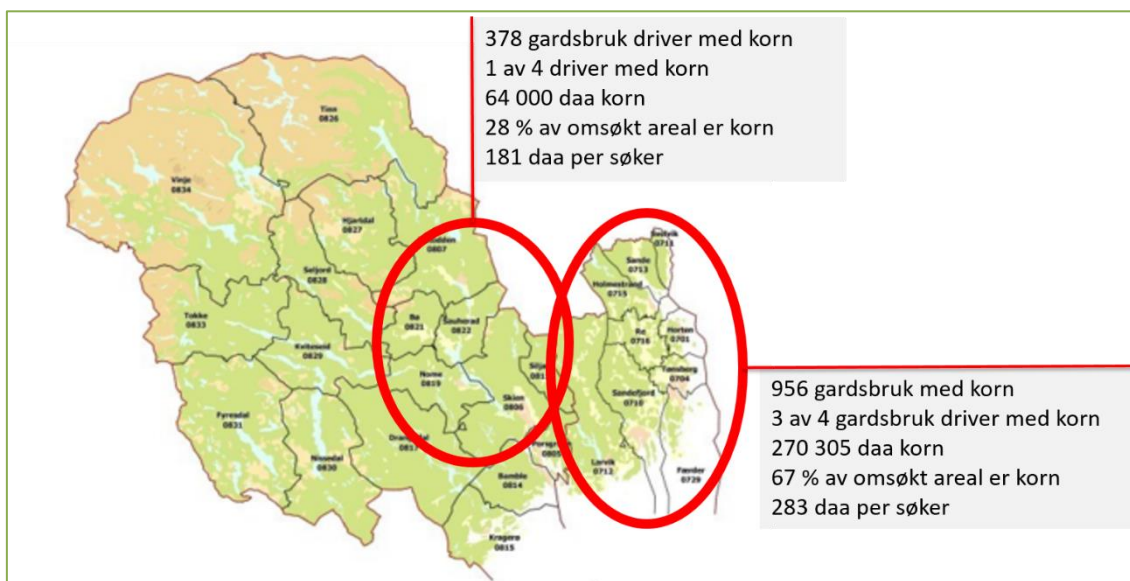 378 gardsbruk driver med korn
1 av 4 driver med korn
64 000 daa korn
28 % av omsøkt areal er korn
181 daa per søker
Tinn
0826
Vinje
0834
Hjartdal
0827
0807
Seljord
0828
Svelvik
0711
Sande
0713
Holmestrand
0715
Bø
0821
Sauherad
0822
Re
0716
Horten
0701
Tokke
0833
Kviteseid
0829
Nome
0819
Siljan
Tønsberg
0704
Skien
0806
Sandefjord
0710
Fyresdal
0831
Nissedal
0830
Drangedal
Porsgrunn
0805
Larvik
0712
Bamble
0814
Færder
0729
Kragerø
0815
956 gardsbruk med korn
3 av 4 gardsbruk driver med korn
270 305 daa korn
67 % av omsøkt areal er korn
283 daa per søker